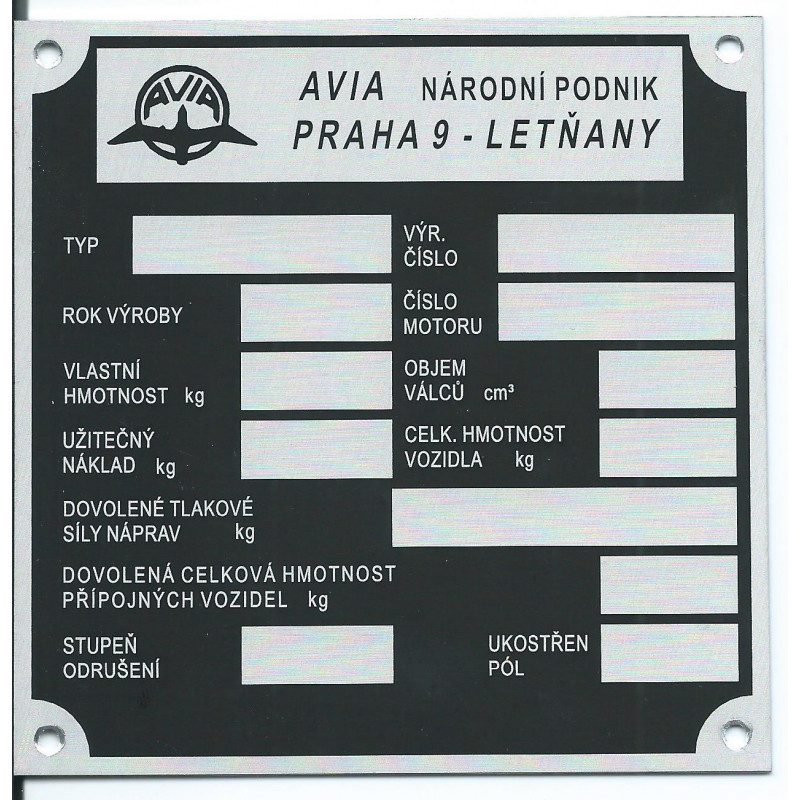 AVIA
AVIA NÁRODNÍ PODNIK
PRAHA 9 - LETŇANY
TYP
VÝR.
ČÍSLO
ROK VÝROBY
ČÍSLO
MOTORU
VLASTNÍ
HMOTNOST kg
OBJEM
VÁLCŮ cm³
UŽITEČNÝ
NÁKLAD kg
CELK. HMOTNOST
VOZIDLA kg
DOVOLENÉ TLAKOVÉ
SÍLY NÁPRAV kg
DOVOLENÁ CELKOVÁ HMOTNOST
PŘÍPOJNÝCH VOZIDEL kg
STUPEŇ
ODRUŠENÍ
UKOSTŘEN
PÓL